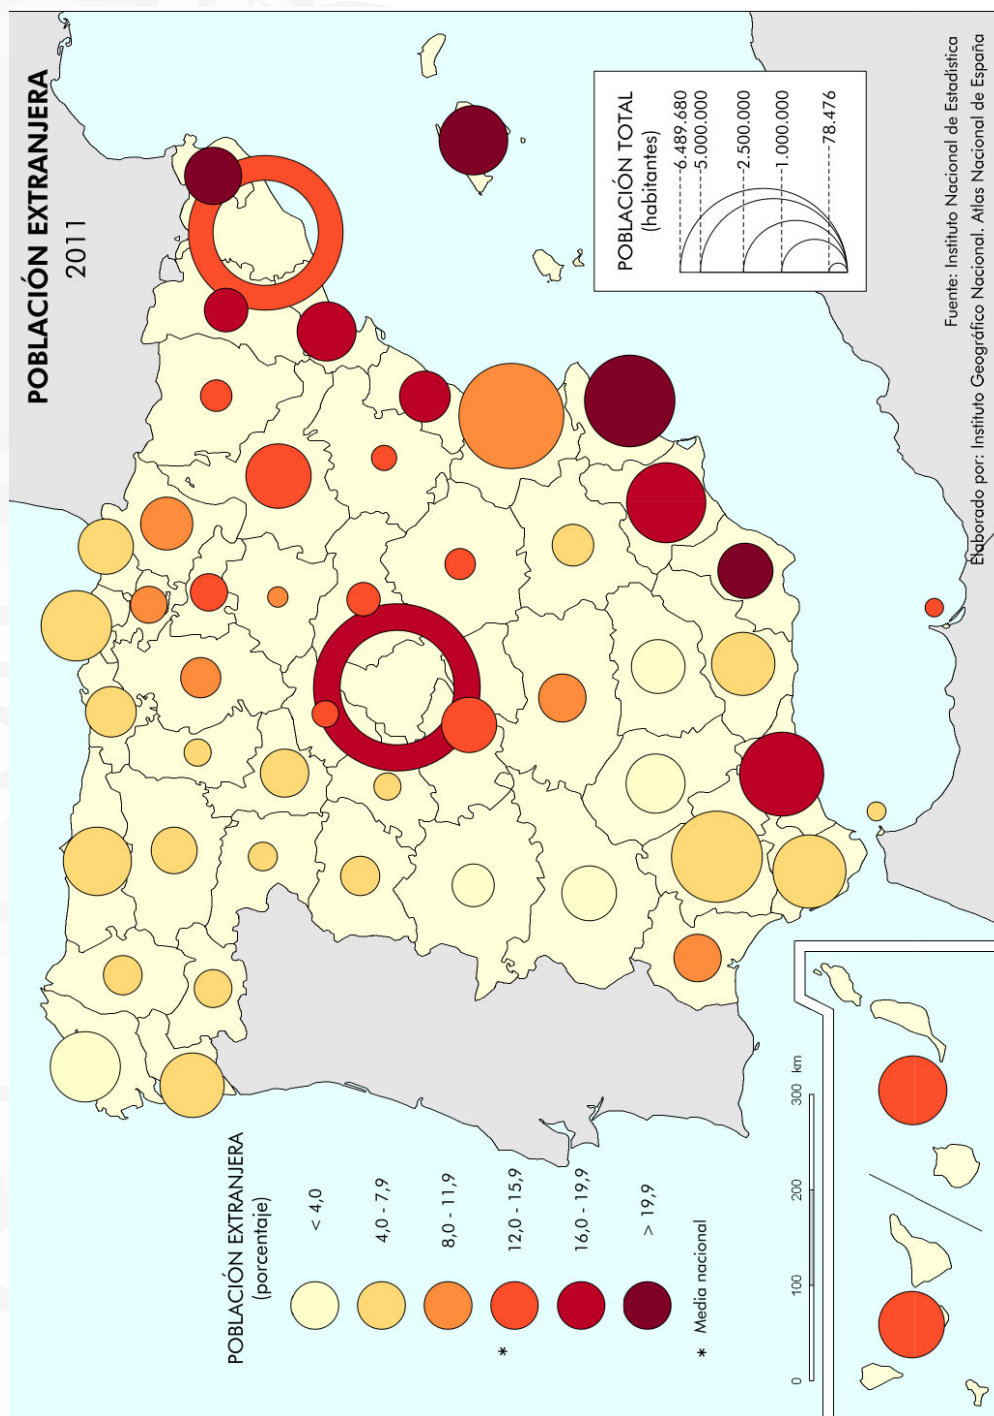 POBLACIÓN EXTRANJERA
2011
POBLACIÓN TOTAL
(habitantes)
6.489.680
5.000.000
2.500.000
1.000.000
78.476
POBLACIÓN EXTRANJERA
(porcentaje)
< 4,0
4,0 - 7,9
8,0 - 11,9
* 12,0 - 15,9
16,0 - 19,9
> 19,9
* Media nacional
0 100 200 300 km
Fuente: Instituto Nacional de Estadística
Elaborado por: Instituto Geográfico Nacional. Atlas Nacional de España